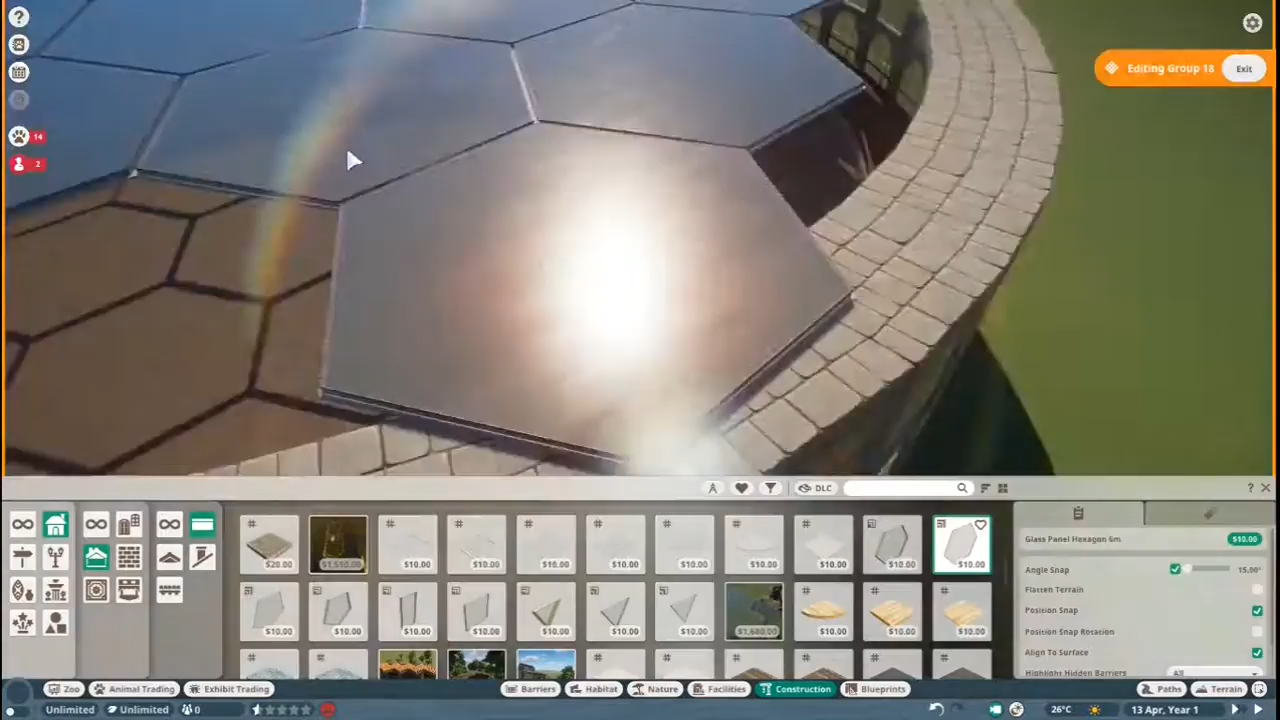 ?
Editing Group 18
Exit
14
2
DLC
? ×
$20.00
$1,510.00
$10.00
$10.00
$10.00
$10.00
$10.00
$10.00
$10.00
$10.00
$10.00
Glass Panel Hexagon 6m
$10.00
Angle Snap
15.00°
Flatten Terrain
Position Snap
Position Snap Rotation
Align To Surface
Highlight Hidden Barriers
All
$10.00
$10.00
$10.00
$10.00
$10.00
$10.00
$10.00
$1,680.00
$10.00
$10.00
$10.00
Zoo
Animal Trading
Exhibit Trading
Barriers
Habitat
Nature
Facilities
Construction
Blueprints
Paths
Terrain
Unlimited
Unlimited
0
26°C
13 Apr, Year 1